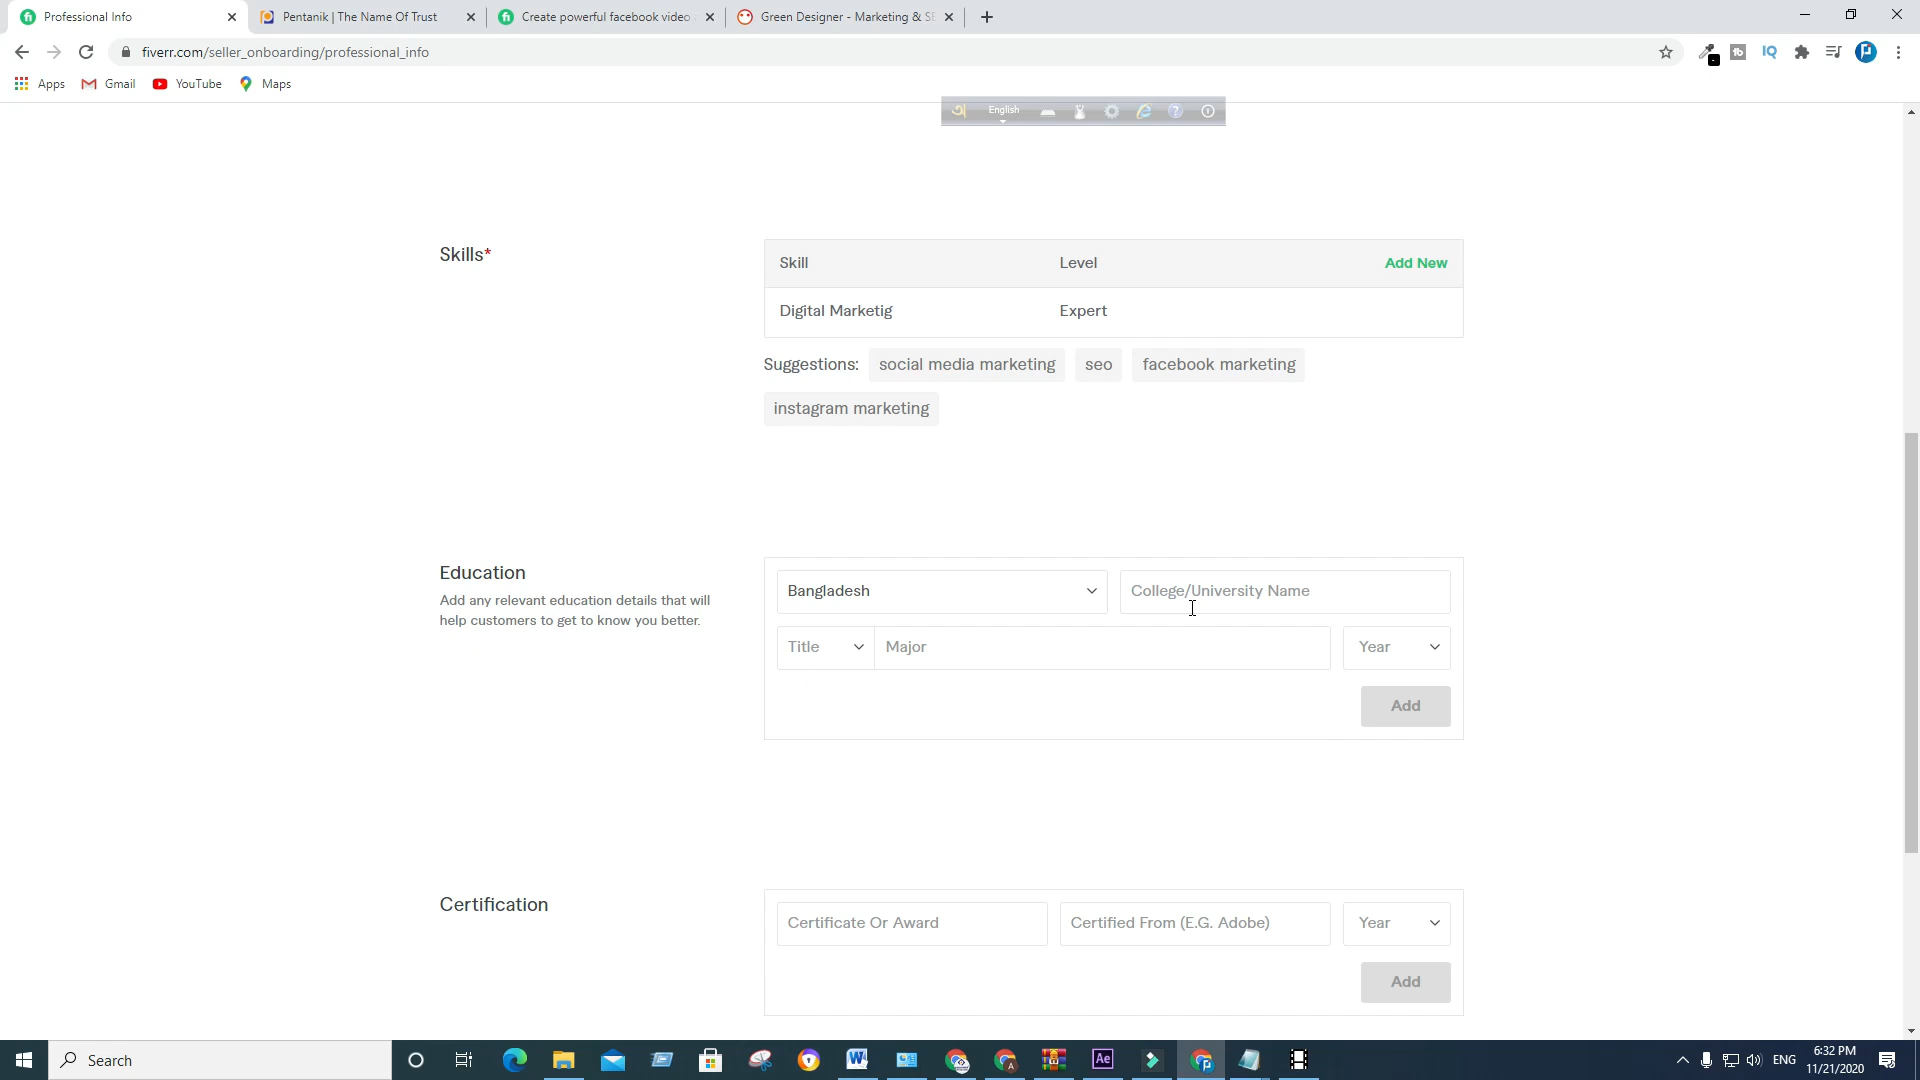 Professional Info
Pentanik | The Name Of Trust
Create powerful facebook video
Green Designer - Marketing & SE
fiverr.com/seller_onboarding/professional_info
Apps
Gmail
YouTube
Maps
English
Skills*
Skill
Level
Add New
Digital Marketig
Expert
Suggestions:
social media marketing
seo
facebook marketing
instagram marketing
Education
Add any relevant education details that will
help customers to get to know you better.
Bangladesh
College/University Name
Title
Major
Year
Add
Certification
Certificate Or Award
Certified From (E.G. Adobe)
Year
Add
Search
ENG
6:32 PM
11/21/2020